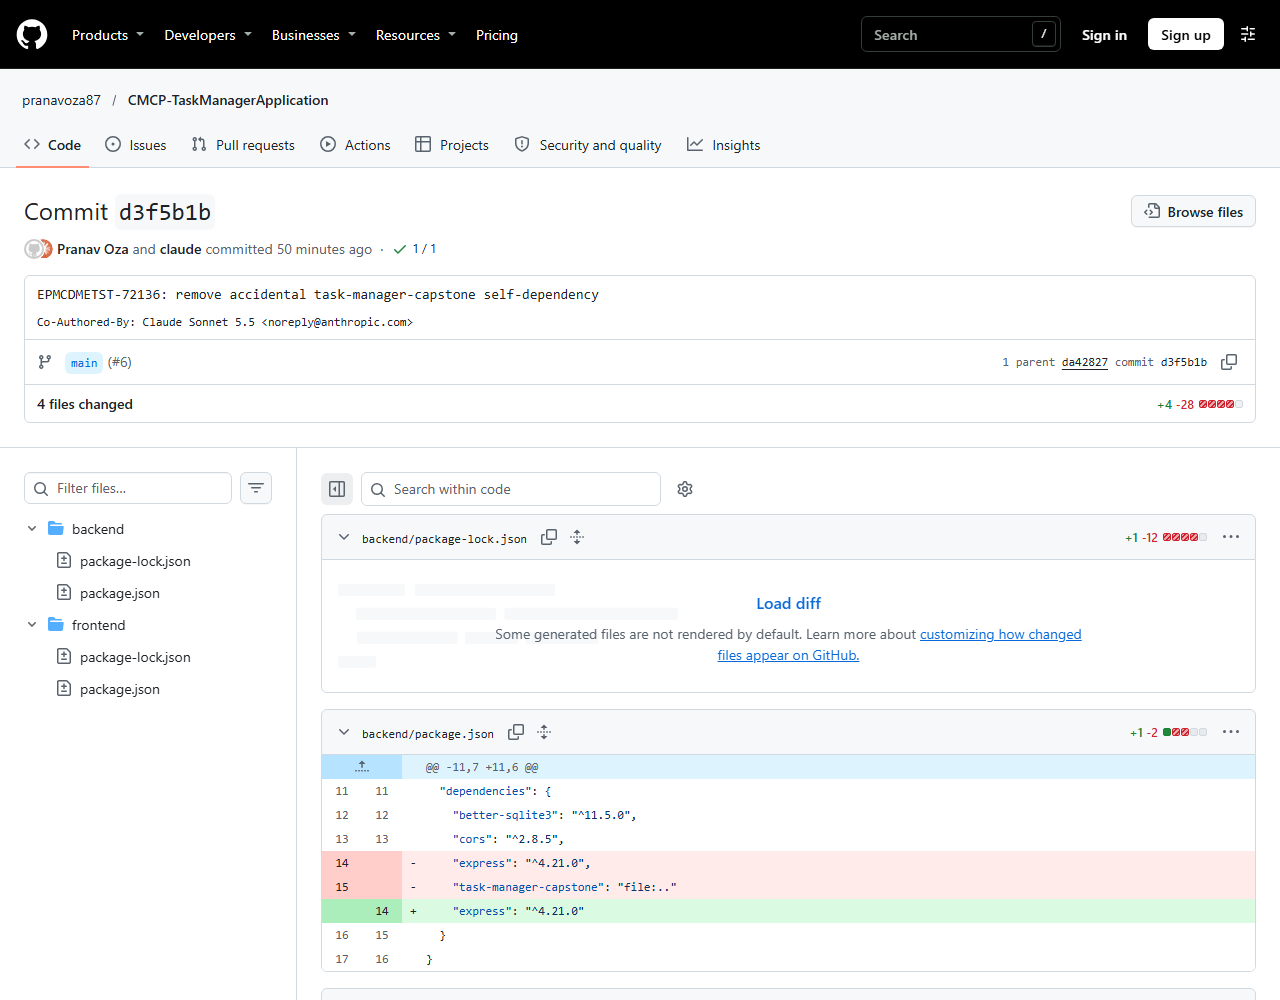 Products Developers Businesses Resources Pricing Search / Sign in Sign up
pranavoza87 / CMCP-TaskManagerApplication
Code Issues Pull requests Actions Projects Security and quality Insights
Commit d3f5b1b Browse files
Pranav Oza and claude committed 50 minutes ago · 1 / 1
EPMCDMETST-72136: remove accidental task-manager-capstone self-dependency
Co-Authored-By: Claude Sonnet 5.5 <noreply@anthropic.com>
main (#6) 1 parent da42827 commit d3f5b1b
4 files changed +4 -28
Filter files...
backend
package-lock.json
package.json
frontend
package-lock.json
package.json
Search within code
backend/package-lock.json +1 -12
Load diff
Some generated files are not rendered by default. Learn more about customizing how changed
files appear on GitHub.
backend/package.json +1 -2
@@ -11,7 +11,6 @@
11 11 "dependencies": {
12 12 "better-sqlite3": "^11.5.0",
13 13 "cors": "^2.8.5",
14 - "express": "^4.21.0",
15 - "task-manager-capstone": "file:.."
14 + "express": "^4.21.0"
16 15 }
17 16 }